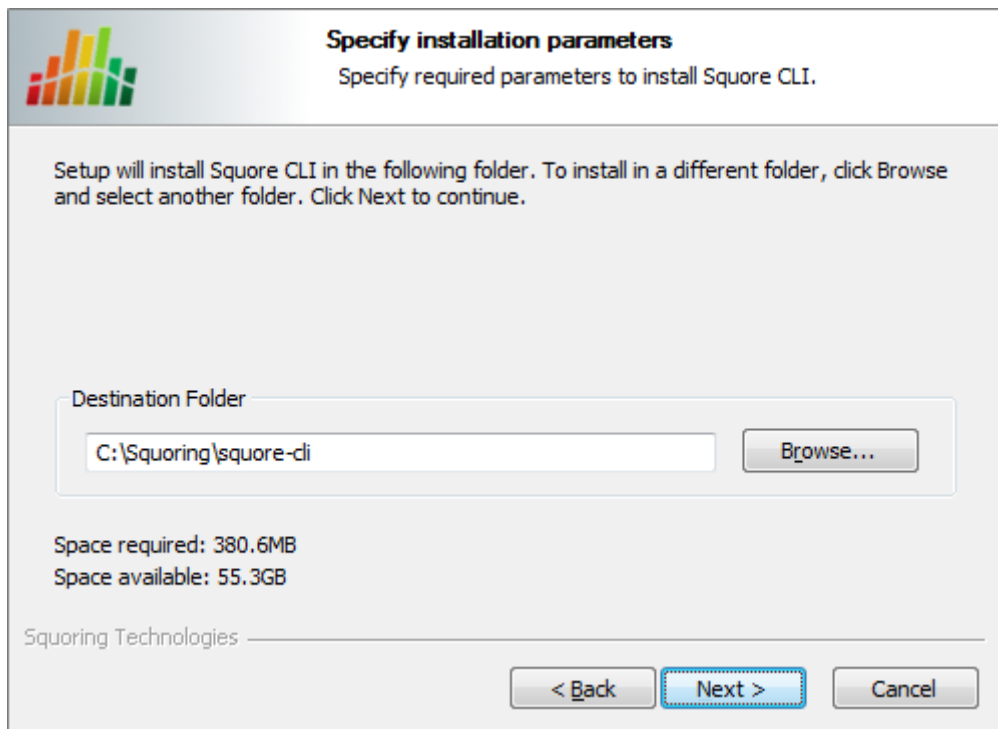 Specify installation parameters
Specify required parameters to install Squore CLI.
Setup will install Squore CLI in the following folder. To install in a different folder, click Browse
and select another folder. Click Next to continue.
Destination Folder
C:\Squoring\squore-cli
Browse...
Space required: 380.6MB
Space available: 55.3GB
Squoring Technologies
< Back
Next >
Cancel